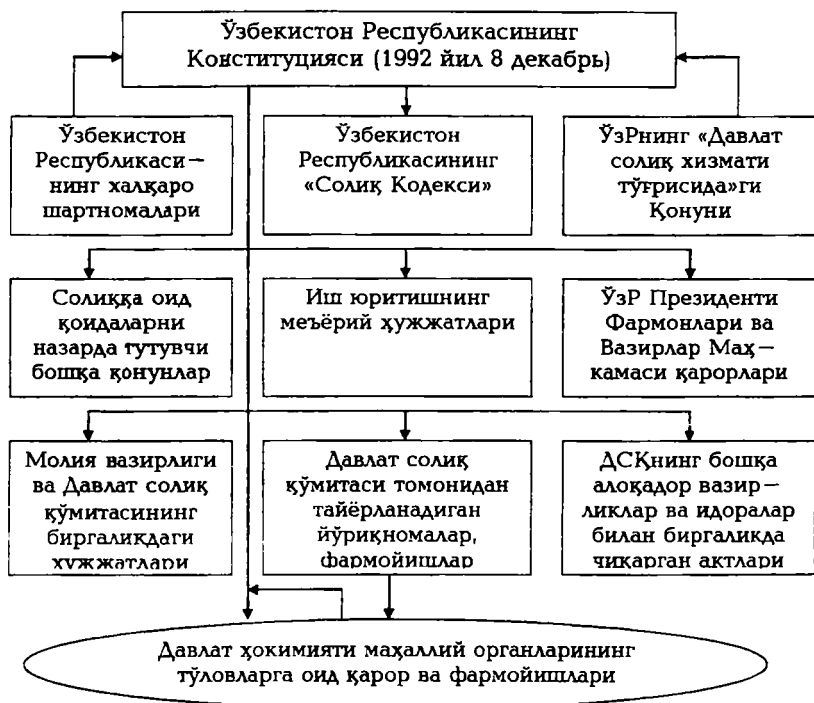 Ўзбекистон Республикасининг
Конституцияси (1992 йил 8 декабрь)
Ўзбекистон
Республикаси—
нинг халқаро
шартномалари
Ўзбекистон
Республикасининг
«Солиқ Кодекси»
ЎзРнинг «Давлат
солиқ хизмати
тўғрисида»ги
Қонуни
Солиққа оид
қоидаларни
назарда тутувчи
бошқа қонунлар
Иш юритишнинг
меъёрий ҳужжатлари
ЎзР Президенти
Фармонлари ва
Вазирлар Маҳ—
камаси қарорлари
Молия вазирлиги
ва Давлат солиқ
қўмитасининг
биргаликдаги
ҳужжатлари
Давлат солиқ
қўмитаси томонидан
тайёрланадиган
йўриқномалар,
фармойишлар
ДСҚнинг бошқа
алоқадор вазир—
ликлар ва идоралар
билан биргаликда
чиқарган актлари
Давлат ҳокимияти маҳаллий органларининг
тўловларга оид қарор ва фармойишлари